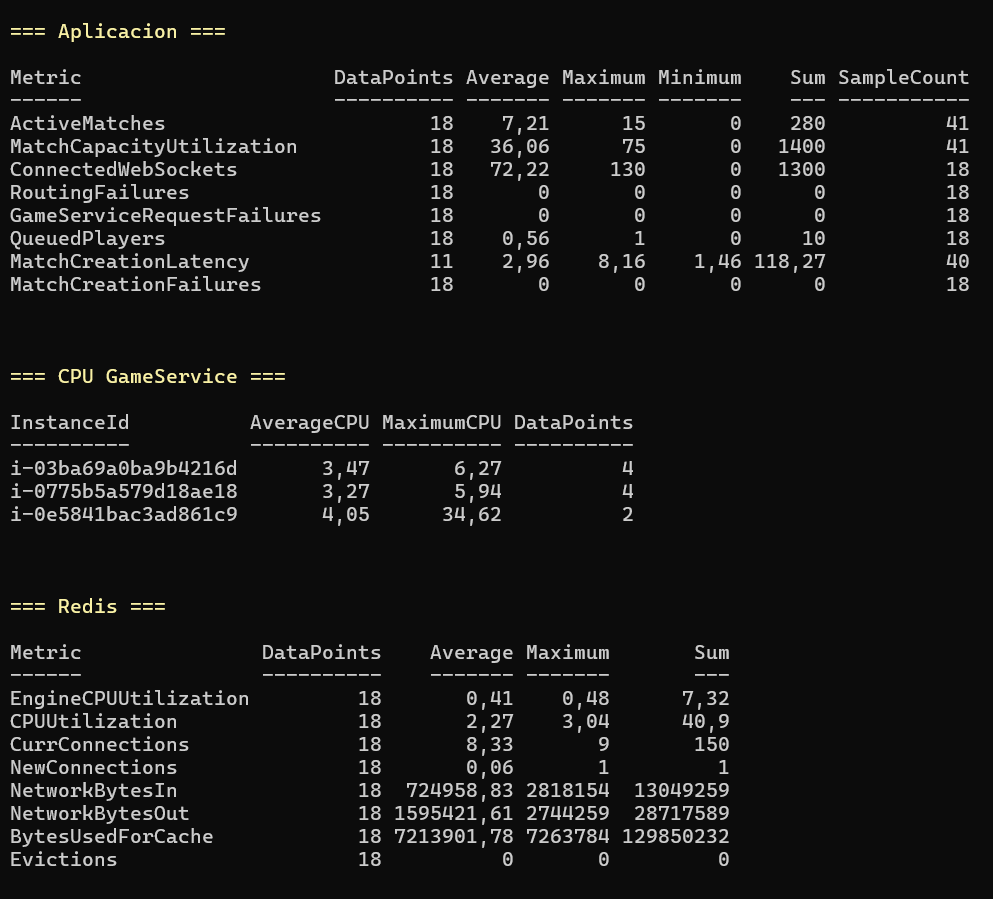 === Aplicacion ===
Metric DataPoints Average Maximum Minimum Sum SampleCount
------ ---------- ------- ------- ------- --- -----------
ActiveMatches 18 7,21 15 0 280 41
MatchCapacityUtilization 18 36,06 75 0 1400 41
ConnectedWebSockets 18 72,22 130 0 1300 18
RoutingFailures 18 0 0 0 0 18
GameServiceRequestFailures 18 0 0 0 0 18
QueuedPlayers 18 0,56 1 0 10 18
MatchCreationLatency 11 2,96 8,16 1,46 118,27 40
MatchCreationFailures 18 0 0 0 0 18
=== CPU GameService ===
InstanceId AverageCPU MaximumCPU DataPoints
---------- ---------- ---------- ----------
i-03ba69a0ba9b4216d 3,47 6,27 4
i-0775b5a579d18ae18 3,27 5,94 4
i-0e5841bac3ad861c9 4,05 34,62 2
=== Redis ===
Metric DataPoints Average Maximum Sum
------ ---------- ------- ------- ---
EngineCPUUtilization 18 0,41 0,48 7,32
CPUUtilization 18 2,27 3,04 40,9
CurrConnections 18 8,33 9 150
NewConnections 18 0,06 1 1
NetworkBytesIn 18 724958,83 2818154 13049259
NetworkBytesOut 18 1595421,61 2744259 28717589
BytesUsedForCache 18 7213901,78 7263784 129850232
Evictions 18 0 0 0